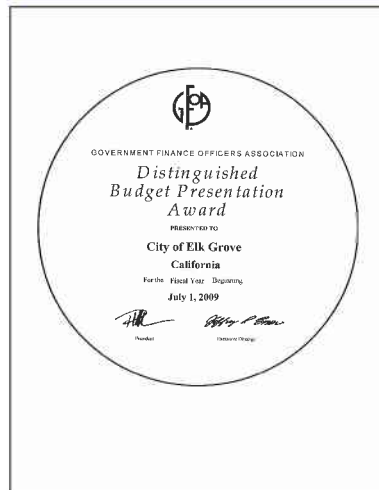 GFOA
GOVERNMENT FINANCE OFFICERS ASSOCIATION
Distinguished
Budget Presentation
Award
PRESENTED TO
City of Elk Grove
California
For the Fiscal Year Beginning
July 1, 2009
President
Executive Director